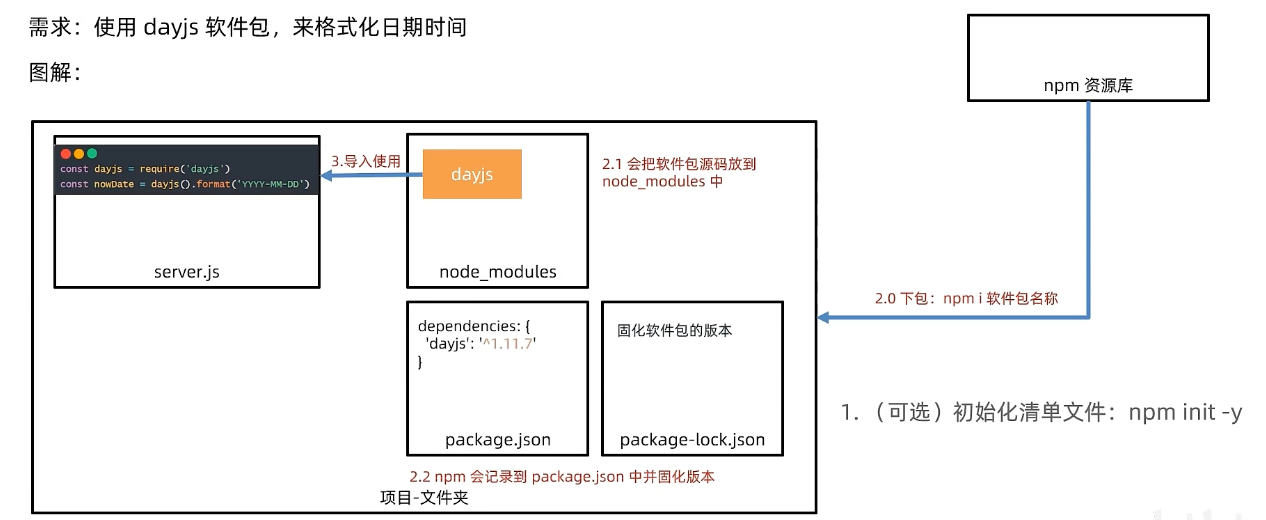 需求：使用 dayjs 软件包，来格式化日期时间
图解：
npm 资源库
const dayjs = require('dayjs')
const nowDate = dayjs().format('YYYY-MM-DD')
server.js
3.导入使用
dayjs
node_modules
2.1 会把软件包源码放到
node_modules 中
2.0 下包：npm i 软件包名称
dependencies: {
'dayjs': '^1.11.7'
}
package.json
固化软件包的版本
package-lock.json
1. （可选）初始化清单文件：npm init -y
2.2 npm 会记录到 package.json 中并固化版本
项目-文件夹